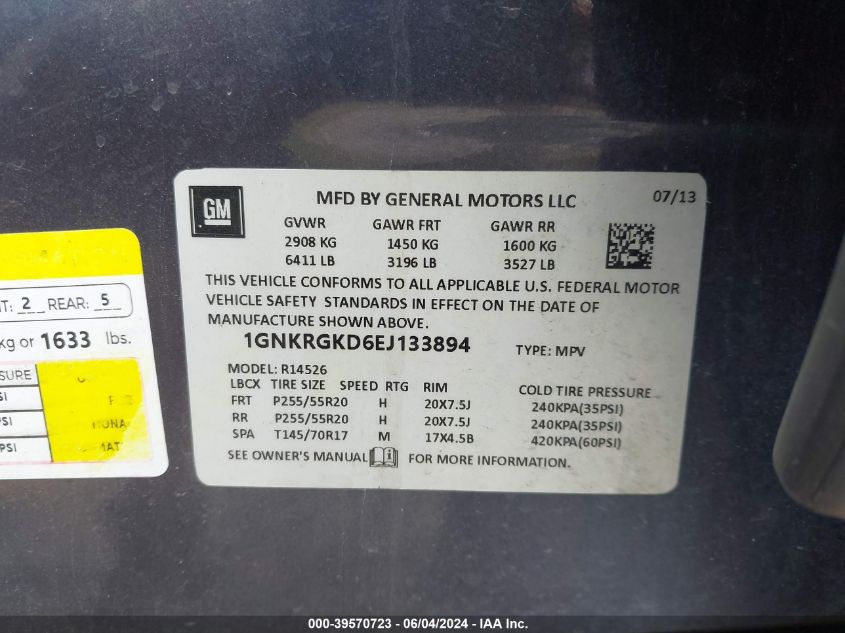 GM
MFD BY GENERAL MOTORS LLC 07/13
GVWR GAWR FRT GAWR RR
2908 KG 1450 KG 1600 KG
6411 LB 3196 LB 3527 LB
THIS VEHICLE CONFORMS TO ALL APPLICABLE U.S. FEDERAL MOTOR
VEHICLE SAFETY STANDARDS IN EFFECT ON THE DATE OF
MANUFACTURE SHOWN ABOVE.
1GNKRGKD6EJ133894 TYPE: MPV
MODEL: R14526
LBCX TIRE SIZE SPEED RTG RIM COLD TIRE PRESSURE
FRT P255/55R20 H 20X7.5J 240KPA(35PSI)
RR P255/55R20 H 20X7.5J 240KPA(35PSI)
SPA T145/70R17 M 17X4.5B 420KPA(60PSI)
SEE OWNER'S MANUAL FOR MORE INFORMATION.
NT: 2 REAR: 5
kg or 1633 lbs.
SURE
SI
PSI
PSI
000-39570723 - 06/04/2024 - IAA Inc.